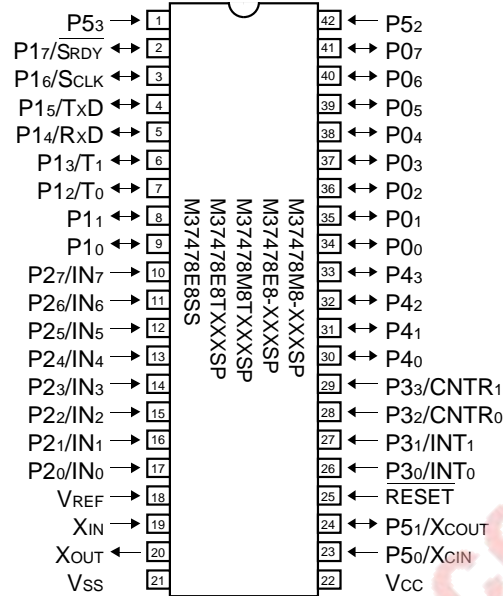 P53 1 42 P52
P17/SRDY 2 41 P07
P16/SCLK 3 40 P06
P15/TXD 4 39 P05
P14/RXD 5 38 P04
P13/T1 6 37 P03
P12/T0 7 36 P02
P11 8 35 P01
P10 9 34 P00
P27/IN7 10 33 P43
P26/IN6 11 32 P42
P25/IN5 12 31 P41
P24/IN4 13 30 P40
P23/IN3 14 29 P33/CNTR1
P22/IN2 15 28 P32/CNTR0
P21/IN1 16 27 P31/INT1
P20/IN0 17 26 P30/INT0
VREF 18 25 RESET
XIN 19 24 P51/XCOUT
XOUT 20 23 P50/XCIN
VSS 21 22 VCC
M37478M8-XXXSP
M37478E8-XXXSP
M37478M8TXXXSP
M37478E8TXXXSP
M37478E8SS